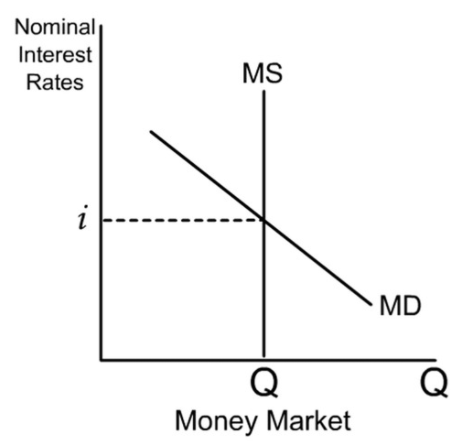 Nominal
Interest
Rates
MS
i
MD
Q
Q
Money Market